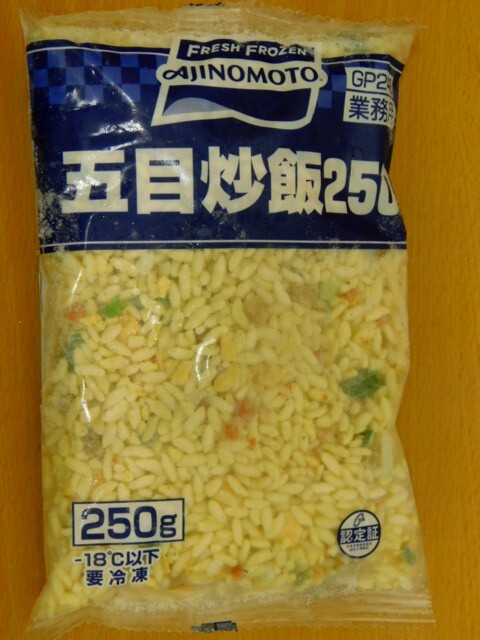 FRESH FROZEN
AJINOMOTO
業務
五目炒飯250
250g
-18℃以下
要冷凍
認定証